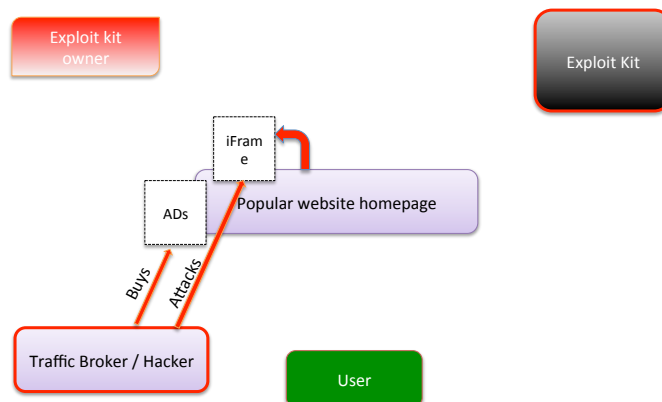 Exploit kit
owner
Exploit Kit
iFram
e
Popular website homepage
ADs
Buys
Attacks
Traffic Broker / Hacker
User